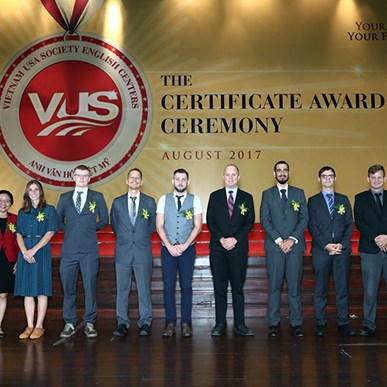 VIETNAM USA SOCIETY ENGLISH CENTERS
VUS
ANH VĂN HỘI VIỆT MỸ
YOUR
YOUR F
THE
CERTIFICATE AWARD
CEREMONY
AUGUST 2017